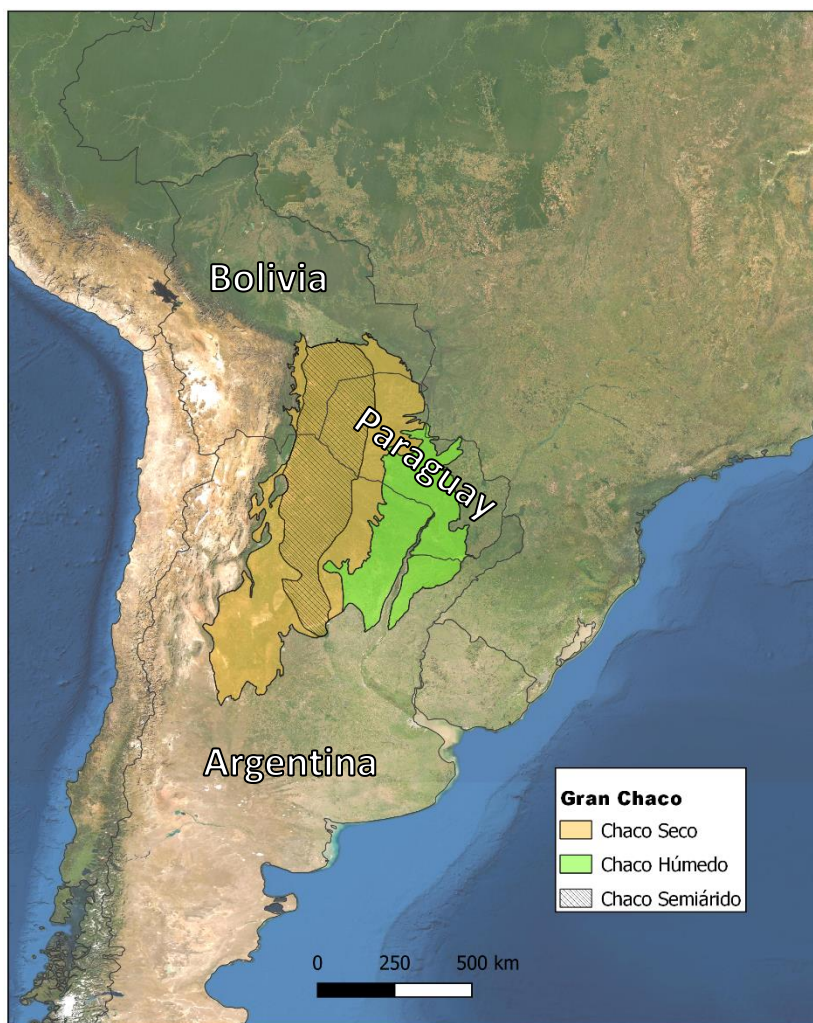 Bolivia
Paraguay
Argentina
Gran Chaco
Chaco Seco
Chaco Húmedo
Chaco Semiárido
0 250 500 km